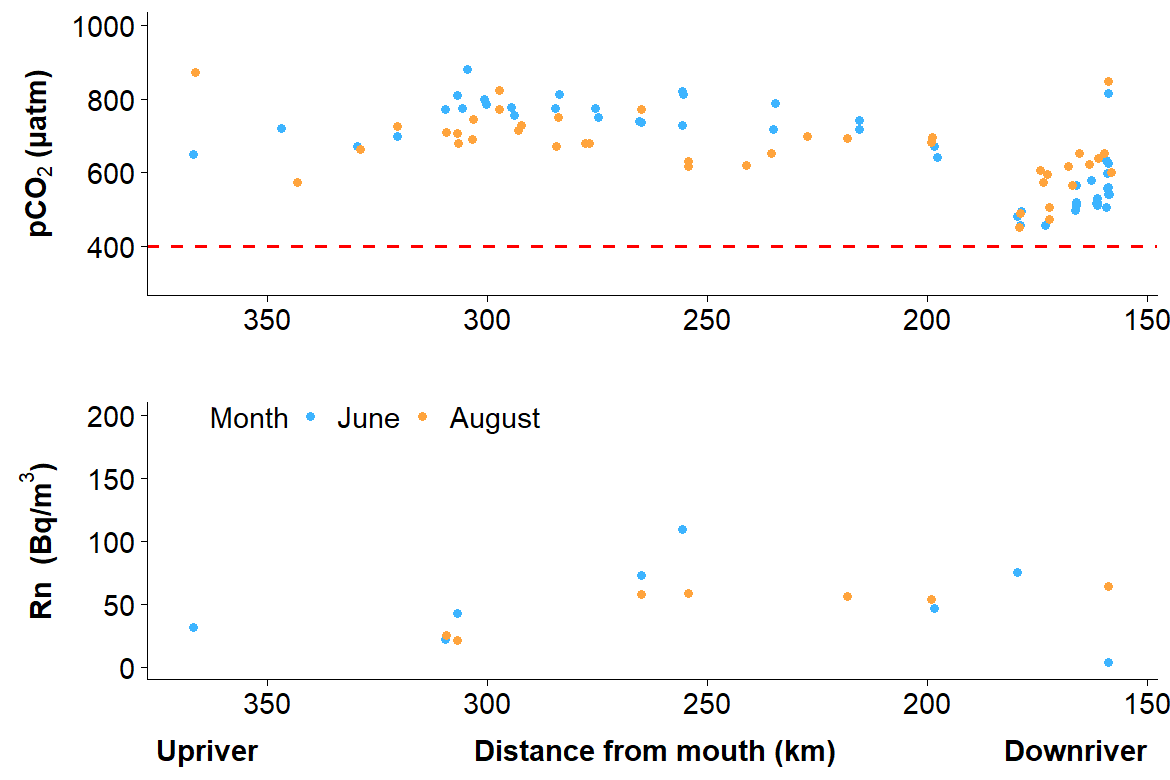 1000
800
600
400
pCO₂ (µatm)
350 300 250 200 150
Month June August
200
150
100
50
0
Rn (Bq/m³)
350 300 250 200 150
Upriver Distance from mouth (km) Downriver